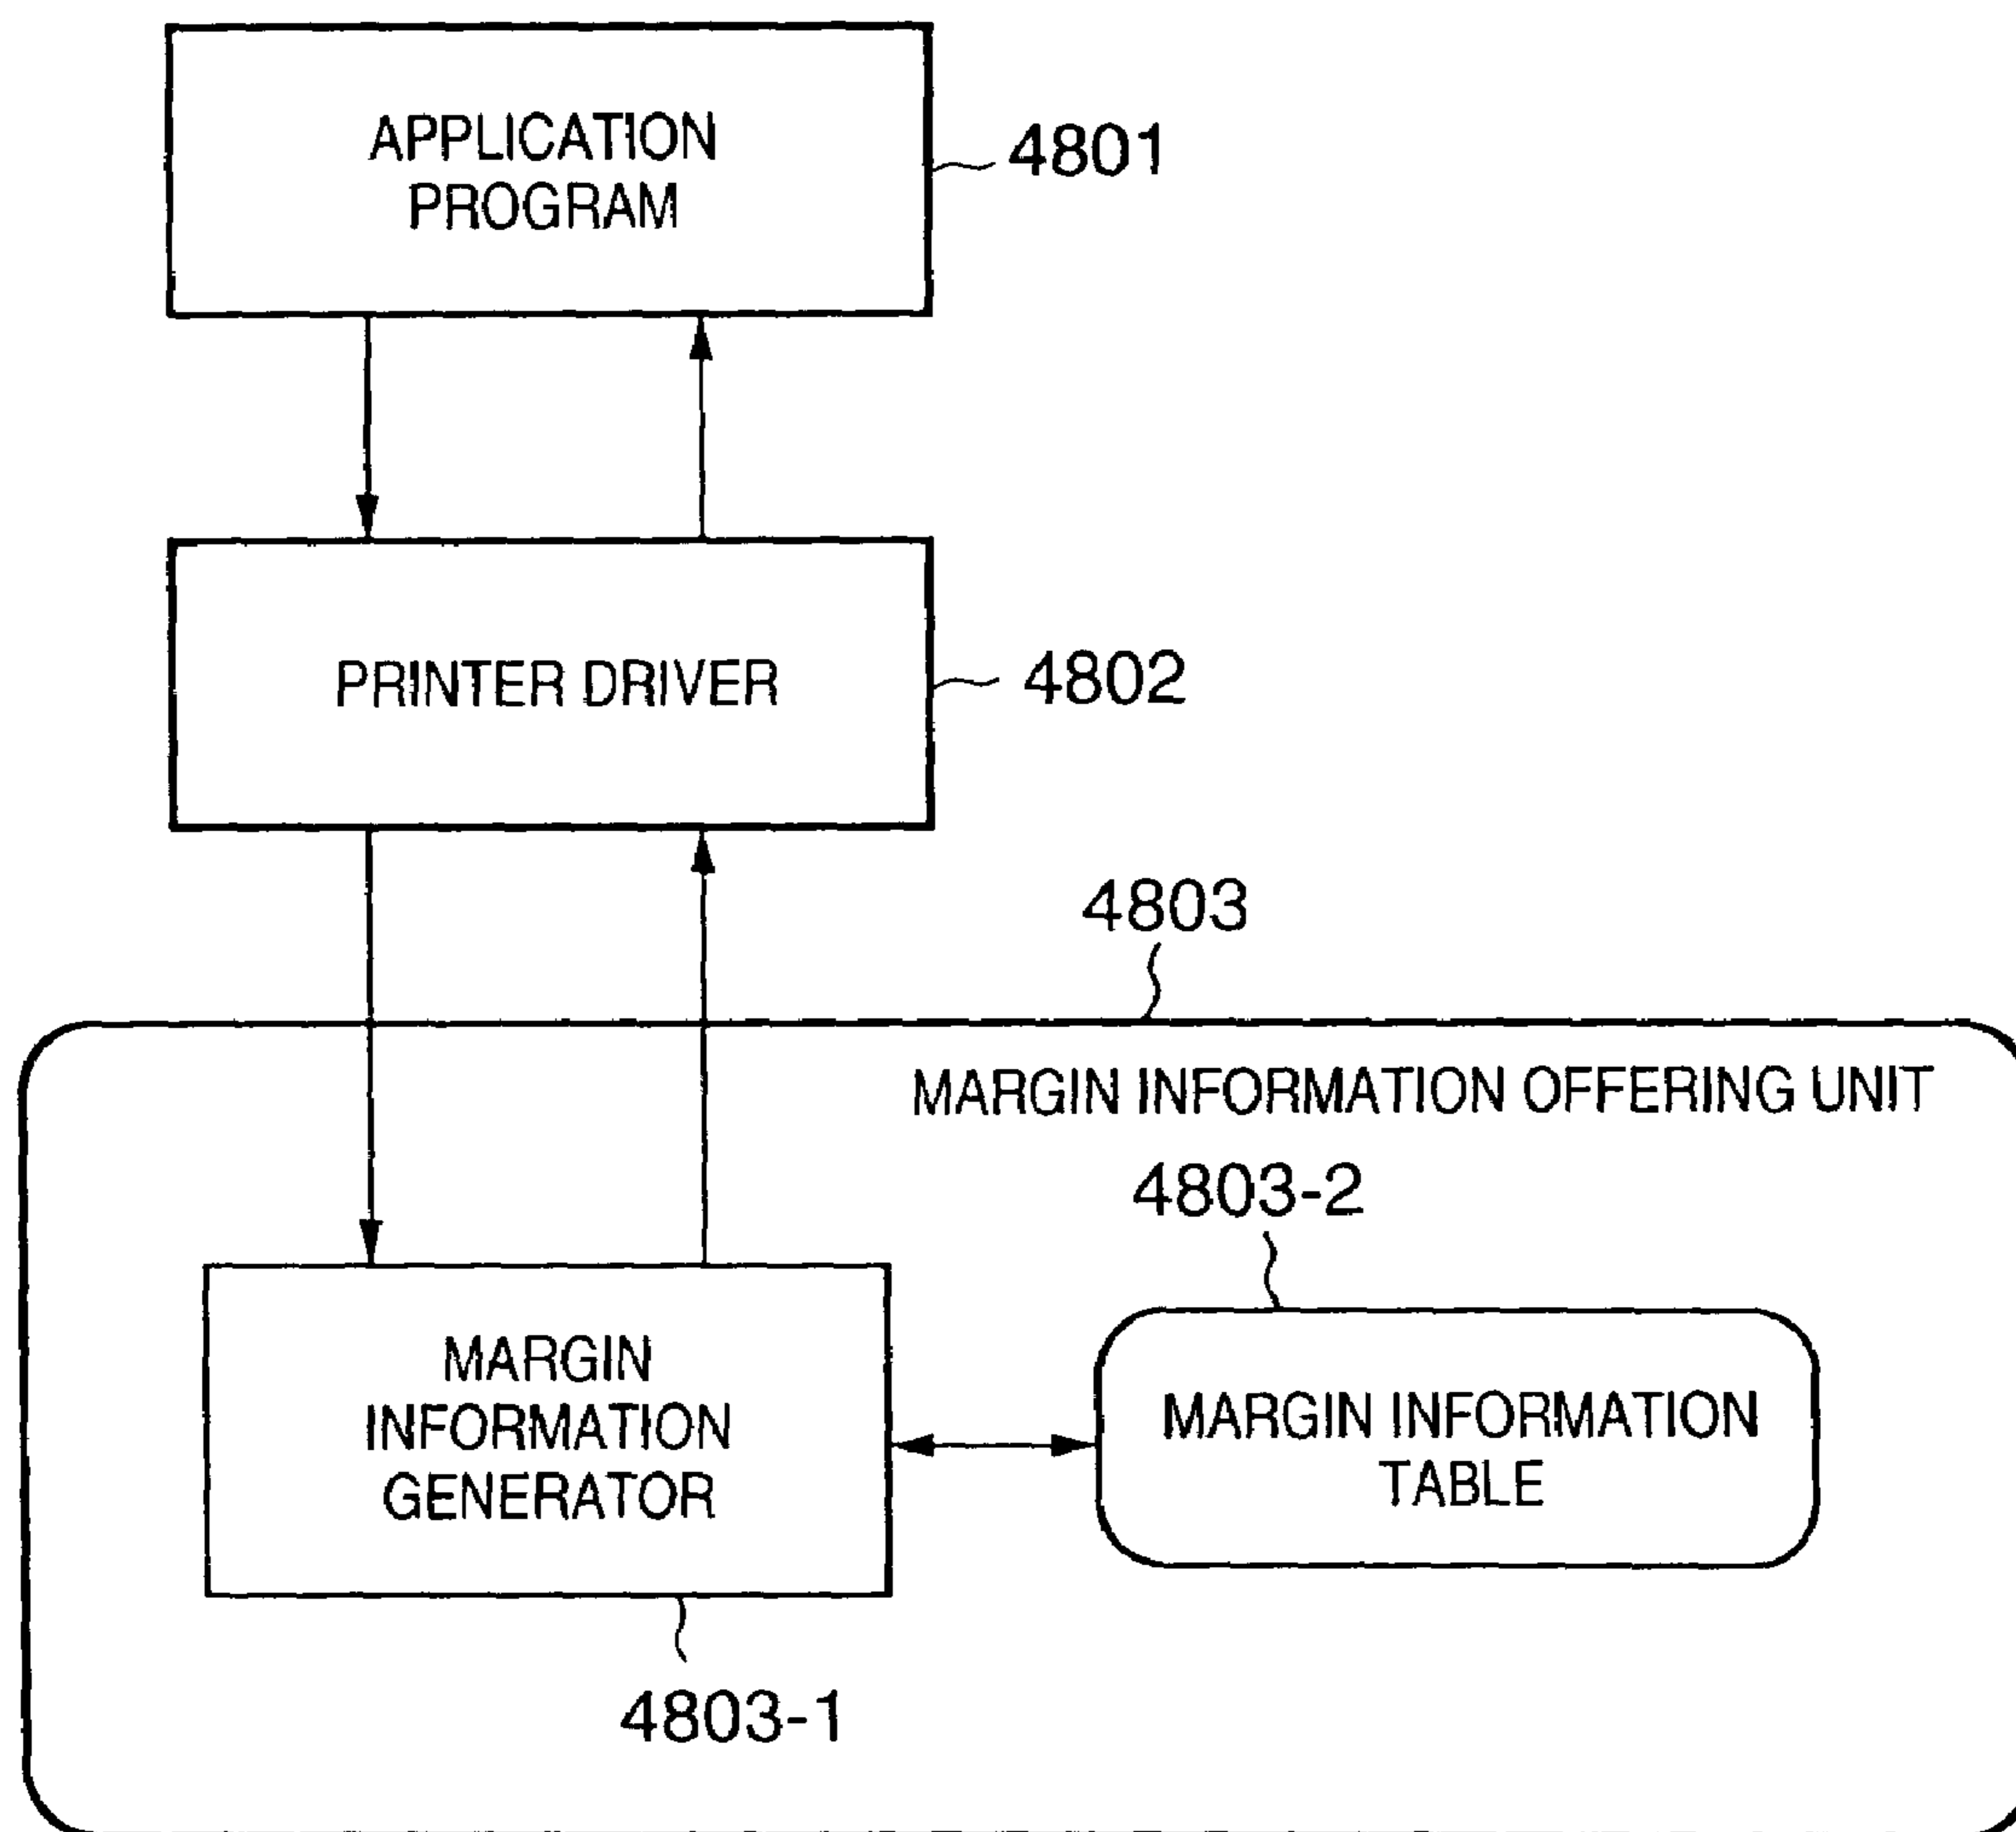 APPLICATION
PROGRAM
4801
PRINTER DRIVER
4802
4803
MARGIN INFORMATION OFFERING UNIT
4803-2
MARGIN
INFORMATION
GENERATOR
MARGIN INFORMATION
TABLE
4803-1